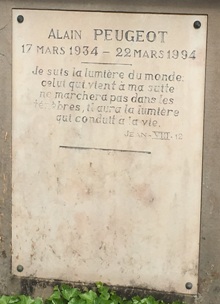 ALAIN PEUGEOT
17 MARS 1934 – 22 MARS 1994
Je suis la lumière du monde,
celui qui vient à ma suite
ne marchera pas dans les
ténèbres, il aura la lumière
qui conduit à la vie.
JEAN-VIII-12